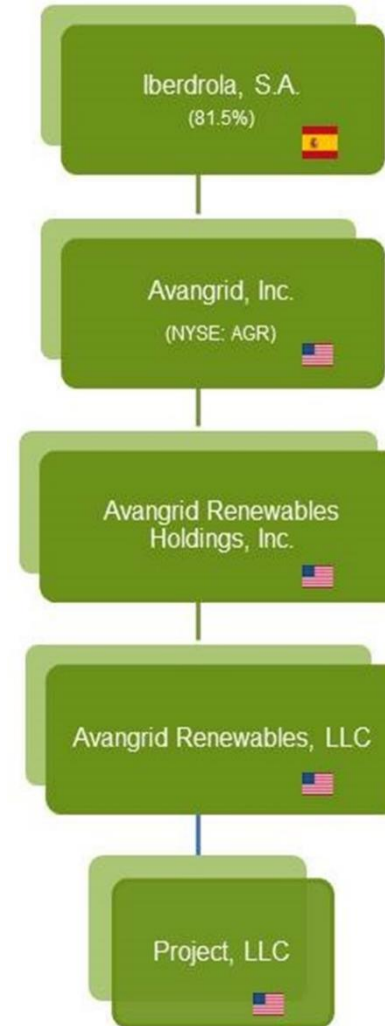 Iberdrola, S.A.
(81.5%)
Avangrid, Inc.
(NYSE: AGR)
Avangrid Renewables
Holdings, Inc.
Avangrid Renewables, LLC
Project, LLC